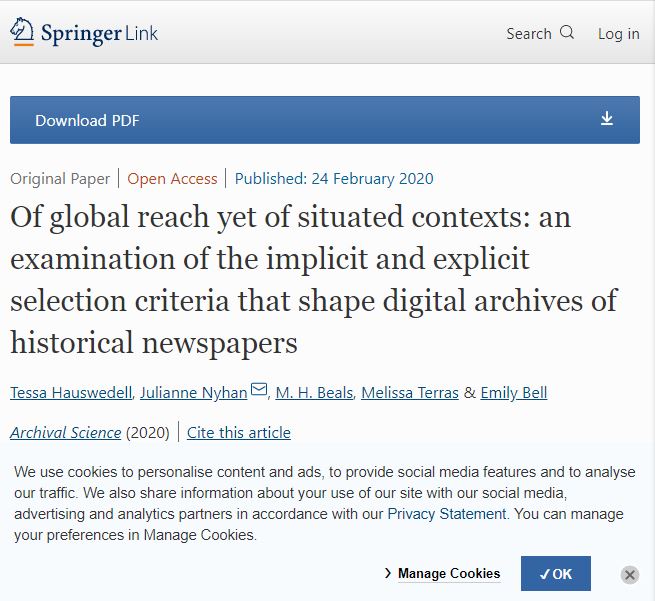 Springer Link
Search
Log in
Download PDF
Original Paper | Open Access | Published: 24 February 2020
Of global reach yet of situated contexts: an
examination of the implicit and explicit
selection criteria that shape digital archives of
historical newspapers
Tessa Hauswedell, Julianne Nyhan, M. H. Beals, Melissa Terras & Emily Bell
Archival Science (2020) | Cite this article
We use cookies to personalise content and ads, to provide social media features and to analyse
our traffic. We also share information about your use of our site with our social media,
advertising and analytics partners in accordance with our Privacy Statement. You can manage
your preferences in Manage Cookies.
> Manage Cookies
✓OK